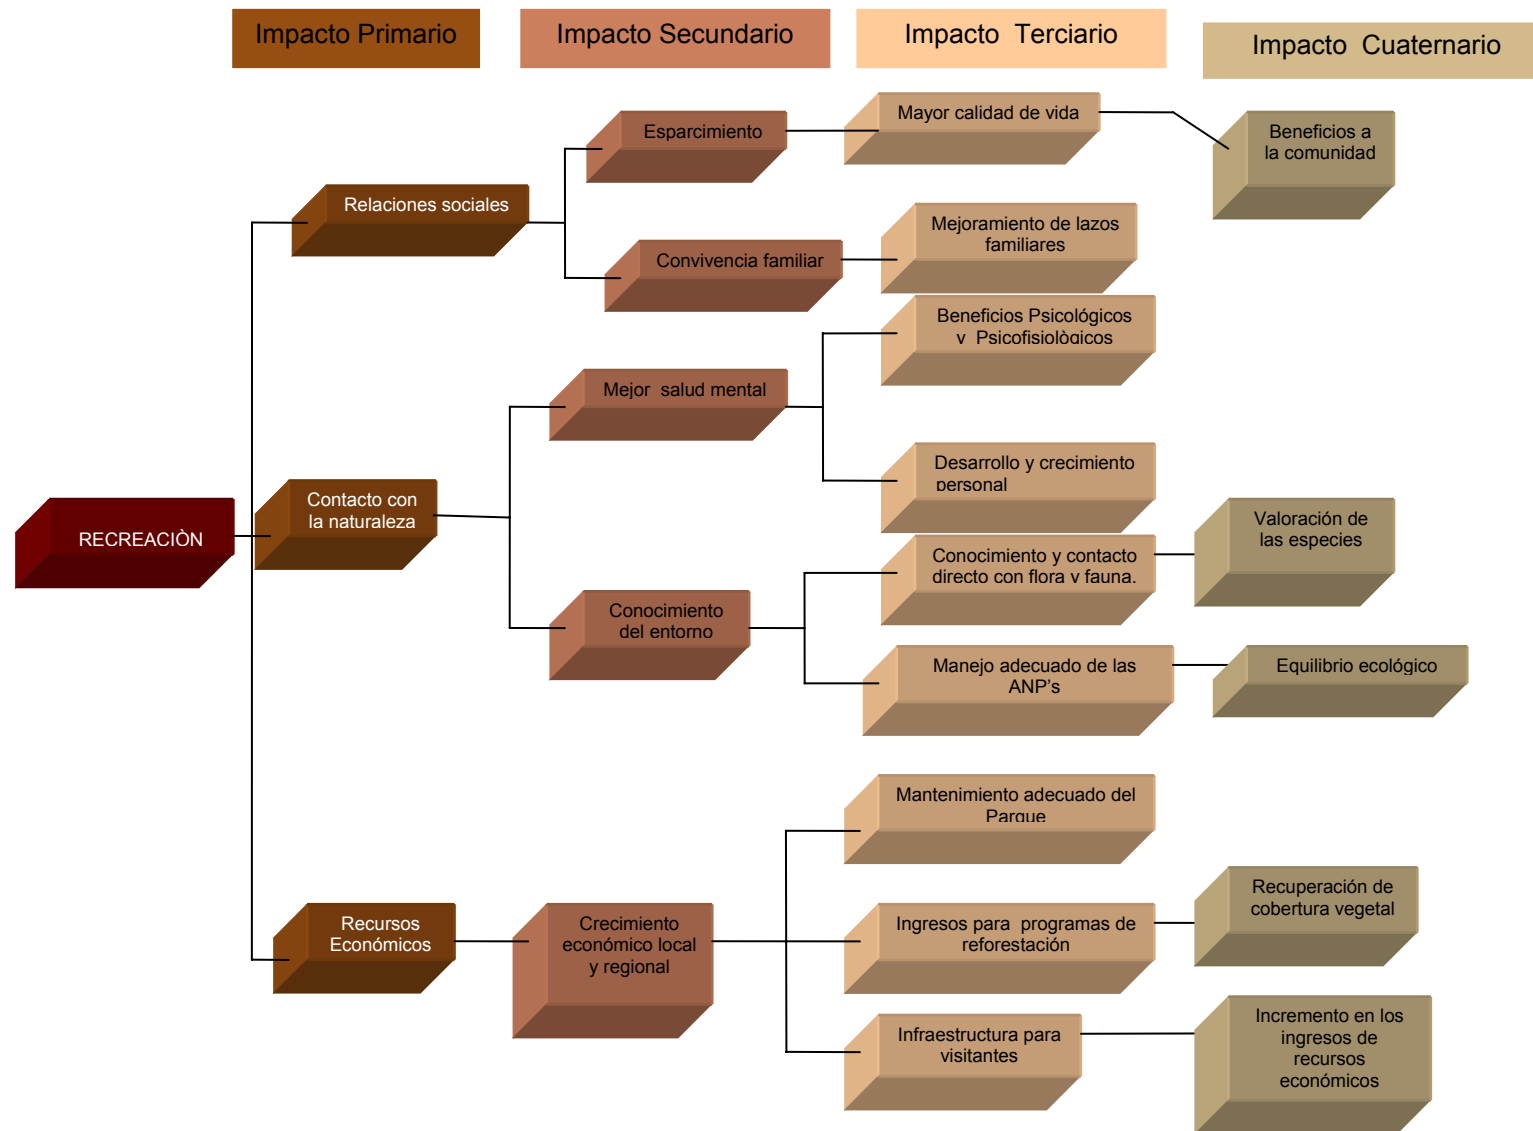 Impacto Primario
Impacto Secundario
Impacto Terciario
Impacto Cuaternario
RECREACIÒN
Relaciones sociales
Esparcimiento
Mayor calidad de vida
Beneficios a
la comunidad
Convivencia familiar
Mejoramiento de lazos
familiares
Contacto con
la naturaleza
Mejor salud mental
Beneficios Psicológicos
y Psicofisiològicos
Desarrollo y crecimiento
personal
Conocimiento
del entorno
Conocimiento y contacto
directo con flora y fauna.
Valoración de
las especies
Manejo adecuado de las
ANP's
Equilibrio ecológico
Recursos
Económicos
Crecimiento
económico local
y regional
Mantenimiento adecuado del
Parque
Ingresos para programas de
reforestación
Recuperación de
cobertura vegetal
Infraestructura para
visitantes
Incremento en los
ingresos de
recursos
económicos